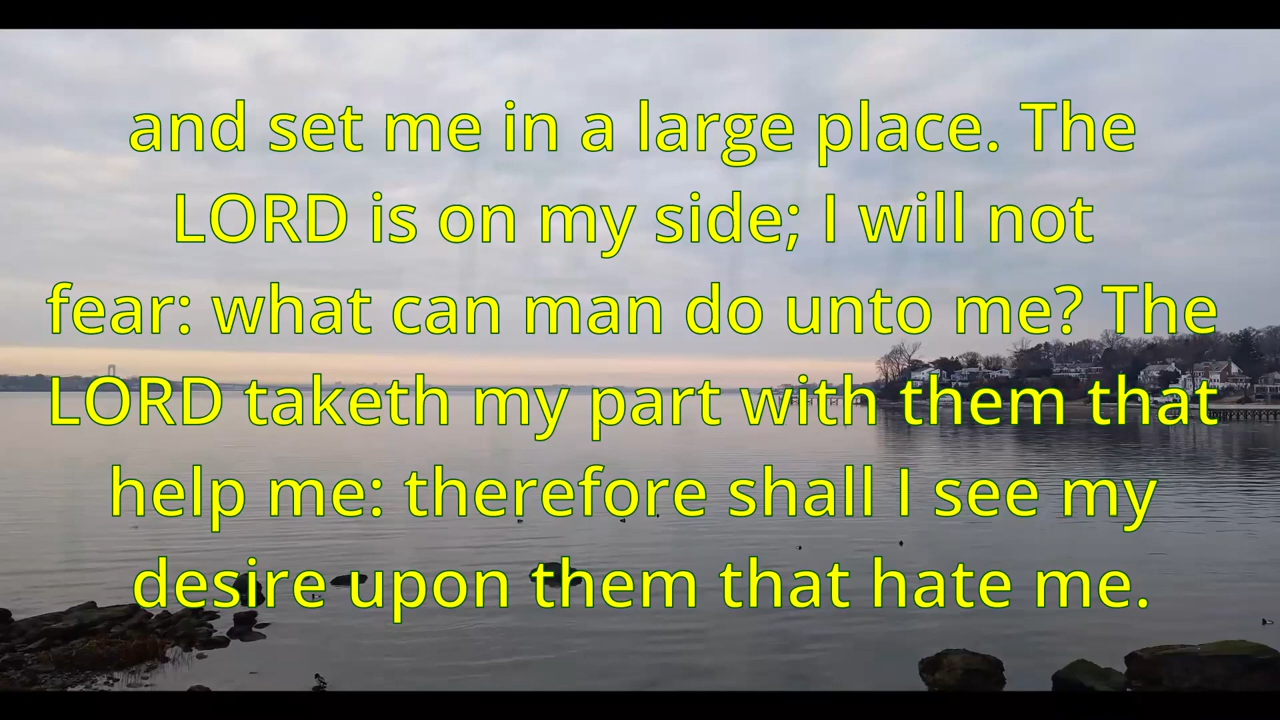 and set me in a large place. The
LORD is on my side; I will not
fear: what can man do unto me? The
LORD taketh my part with them that
help me: therefore shall I see my
desire upon them that hate me.